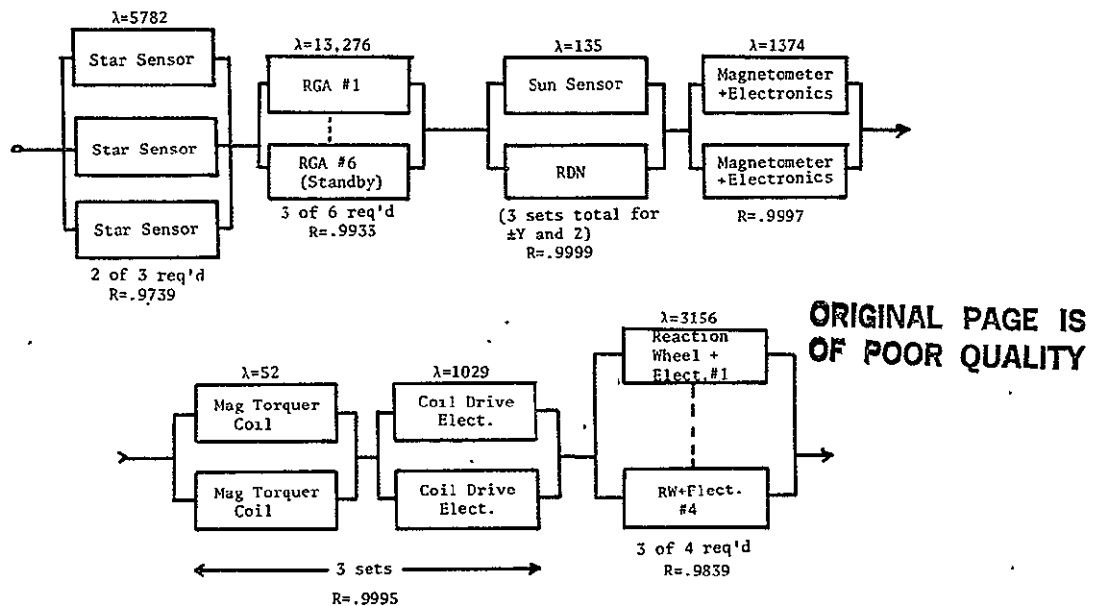 λ=5782
Star Sensor
Star Sensor
Star Sensor
2 of 3 req'd
R=.9739
λ=13,276
RGA #1
RGA #6
(Standby)
3 of 6 req'd
R=.9933
λ=135
Sun Sensor
RDN
(3 sets total for
±Y and Z)
R=.9999
λ=1374
Magnetometer
+Electronics
Magnetometer
+Electronics
R=.9997
ORIGINAL PAGE IS
OF POOR QUALITY
λ=52
Mag Torquer
Coil
Mag Torquer
Coil
λ=1029
Coil Drive
Elect.
Coil Drive
Elect.
3 sets
R=.9995
λ=3156
Reaction
Wheel +
Elect.#1
RW+Elect.
#4
3 of 4 req'd
R=.9839